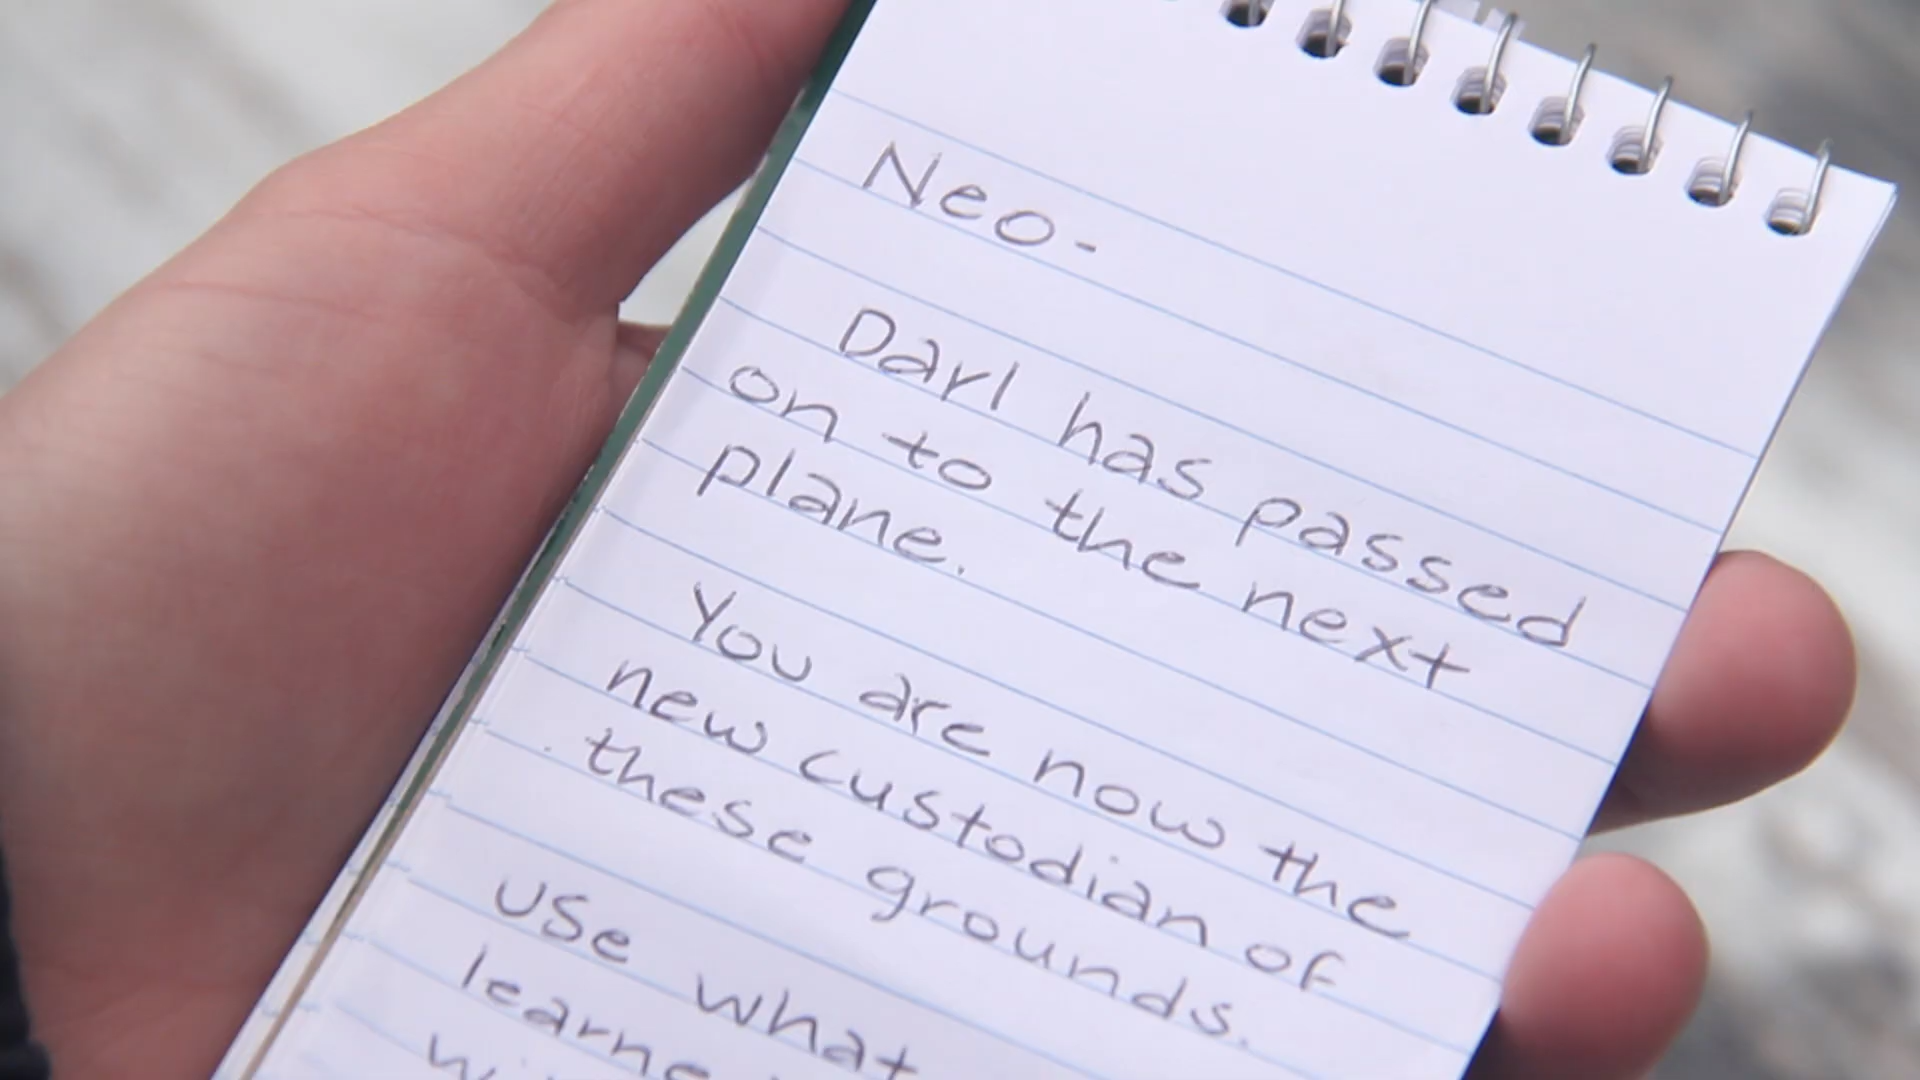 Neo-
Darl has passed
on to the next
plane.
You are now the
new custodian of
these grounds.
use what